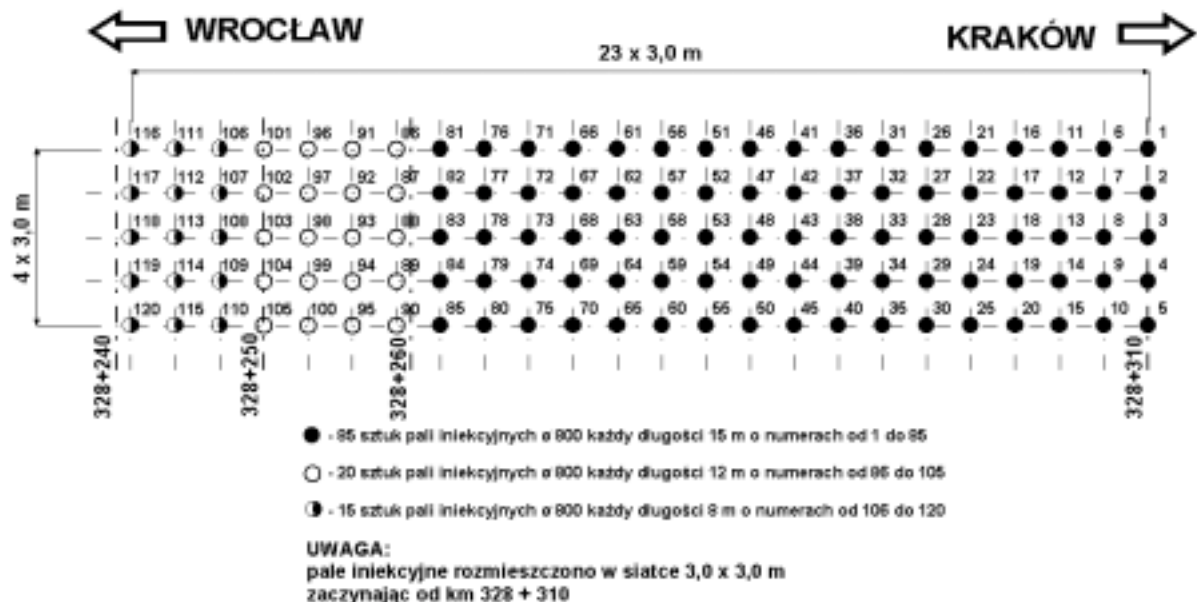 WROCŁAW
KRAKÓW
23 x 3,0 m
116 111 106 101 96 91 86 81 76 71 66 61 56 51 46 41 36 31 26 21 16 11 6 1
117 112 107 102 97 92 87 82 77 72 67 62 57 52 47 42 37 32 27 22 17 12 7 2
118 113 108 103 98 93 88 83 78 73 68 63 58 53 48 43 38 33 28 23 18 13 8 3
119 114 109 104 99 94 89 84 79 74 69 64 59 54 49 44 39 34 29 24 19 14 9 4
120 115 110 105 100 95 90 85 80 75 70 65 60 55 50 45 40 35 30 25 20 15 10 5
4 x 3,0 m
328+240
328+250
328+260
328+310
- 85 sztuk pali iniekcyjnych ø 800 każdy długości 15 m o numerach od 1 do 85
- 20 sztuk pali iniekcyjnych ø 800 każdy długości 12 m o numerach od 86 do 105
- 15 sztuk pali iniekcyjnych ø 800 każdy długości 8 m o numerach od 106 do 120
UWAGA:
pale iniekcyjne rozmieszczono w siatce 3,0 x 3,0 m
zaczynając od km 328 + 310